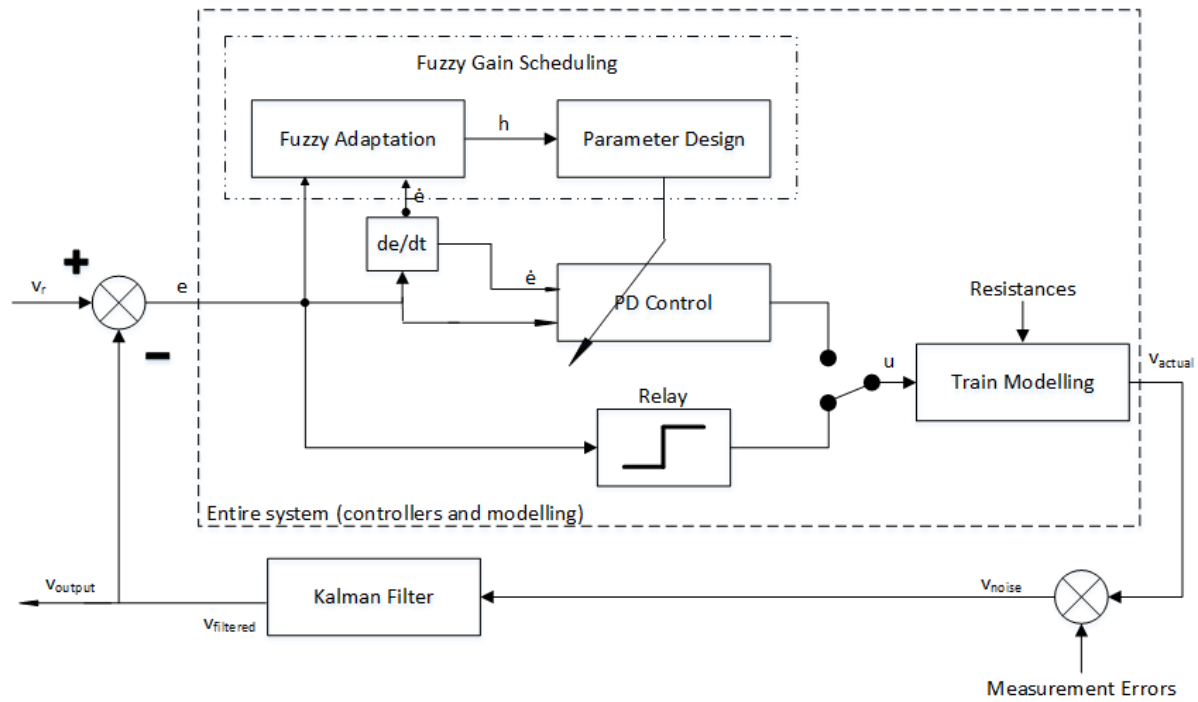 Fuzzy Gain Scheduling
Fuzzy Adaptation
h
Parameter Design
ė
de/dt
+
vr
e
ė
PD Control
Resistances
−
u
Train Modelling
vactual
Relay
Entire system (controllers and modelling)
voutput
Kalman Filter
vnoise
vfiltered
Measurement Errors